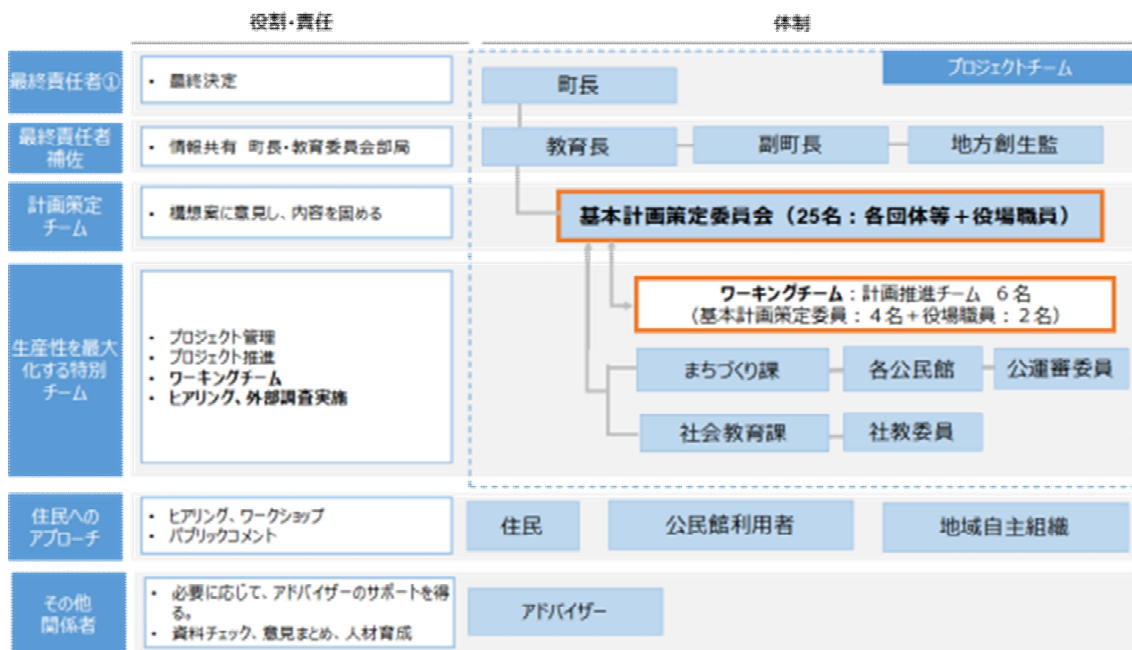 役割・責任
体制
最終責任者①
・ 最終決定
町長
プロジェクトチーム
最終責任者
補佐
・ 情報共有 町長・教育委員会部局
教育長
副町長
地方創生監
計画策定
チーム
・ 構想案に意見し、内容を固める
基本計画策定委員会（25名：各団体等＋役場職員）
生産性を最大
化する特別
チーム
・ プロジェクト管理
・ プロジェクト推進
・ ワーキングチーム
・ ヒアリング、外部調査実施
ワーキングチーム：計画推進チーム ６名
（基本計画策定委員：４名＋役場職員：２名）
まちづくり課
各公民館
公運審委員
社会教育課
社教委員
住民への
アプローチ
・ ヒアリング、ワークショップ
・ パブリックコメント
住民
公民館利用者
地域自主組織
その他
関係者
・ 必要に応じて、アドバイザーのサポートを得
る。
・ 資料チェック、意見まとめ、人材育成
アドバイザー